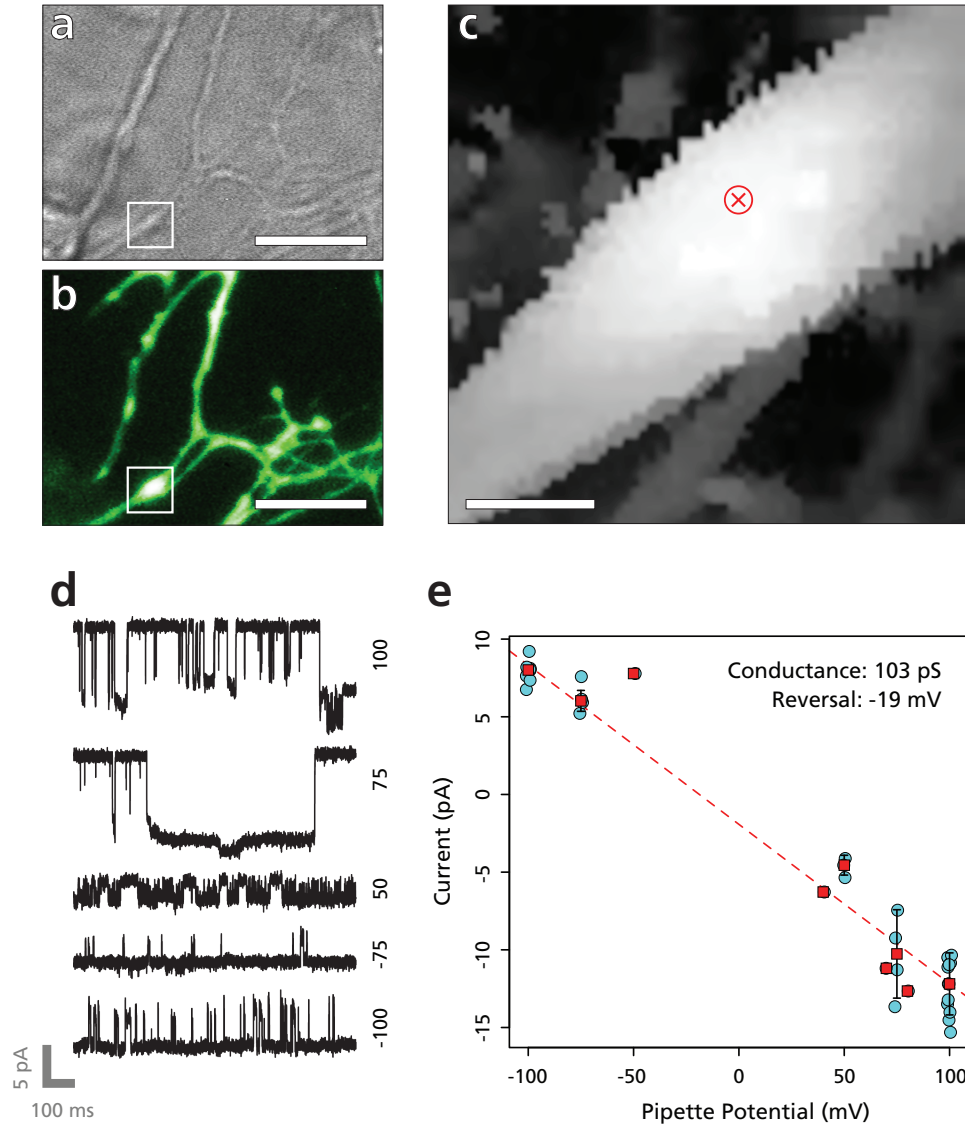 a
b
c
d
100
75
50
-75
-100
5 pA
100 ms
e
Conductance: 103 pS
Reversal: -19 mV
10
5
0
-5
-10
-15
Current (pA)
-100
-50
0
50
100
Pipette Potential (mV)